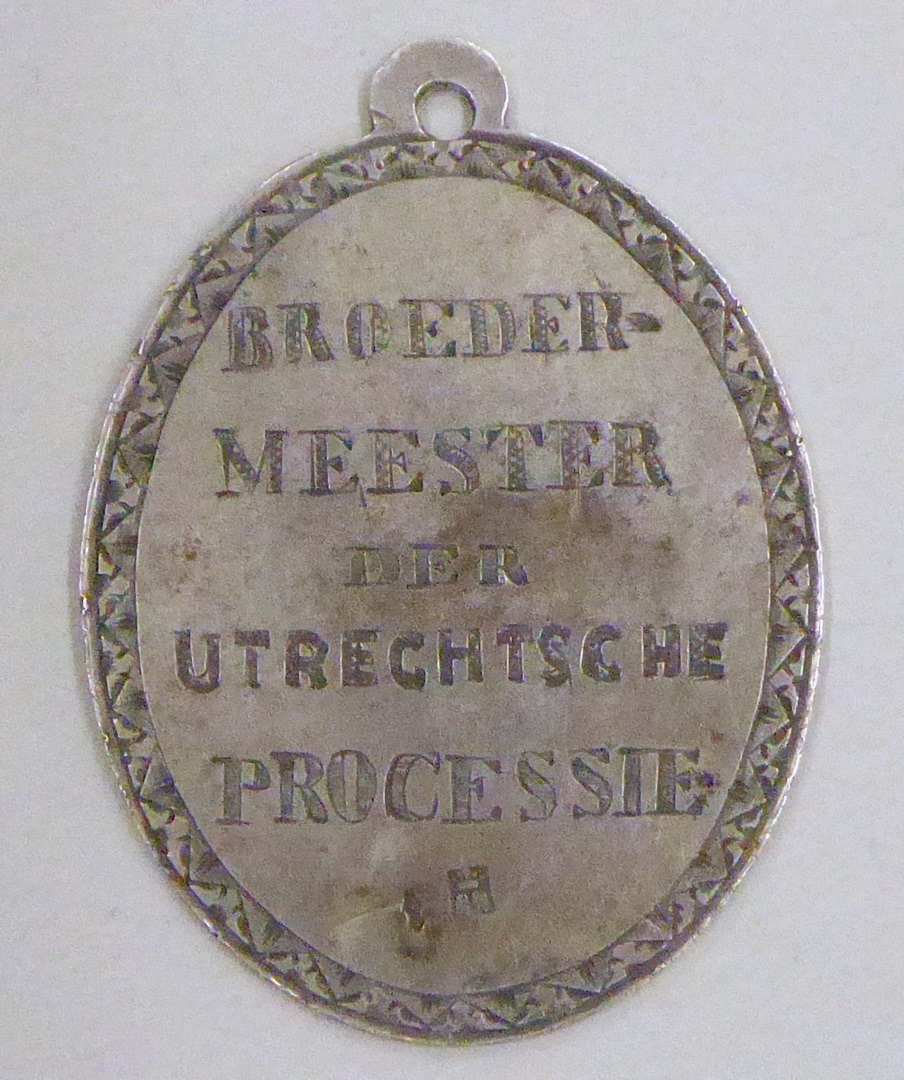 BROEDER-
MEESTER
DER
UTRECHTSCHE
PROCESSIE
H